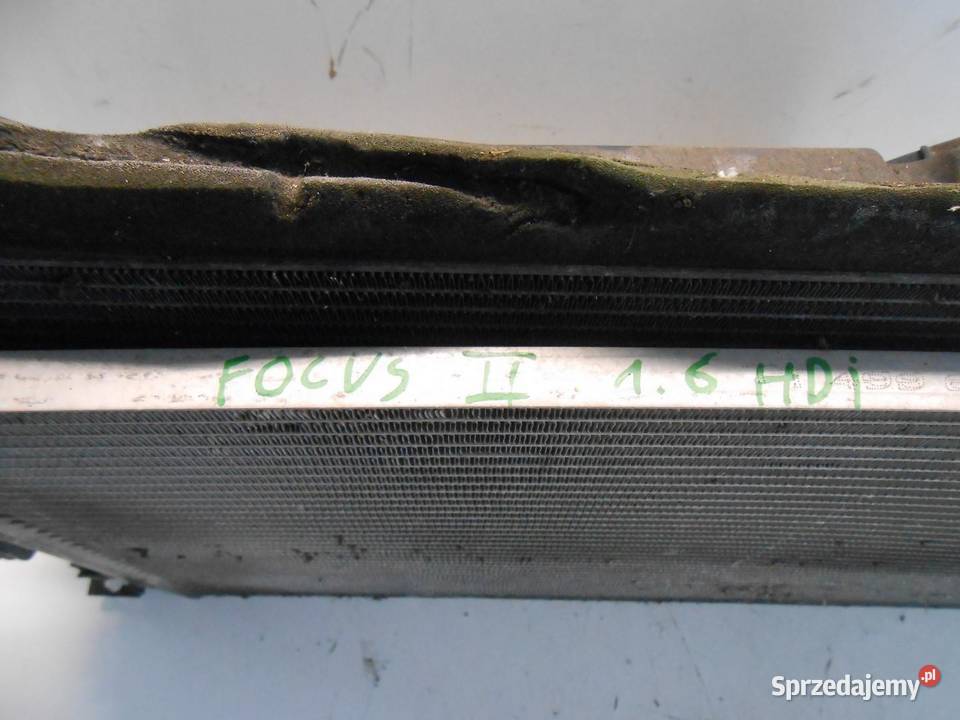 FOCUS II 1.6 HDi
Sprzedajemy.pl